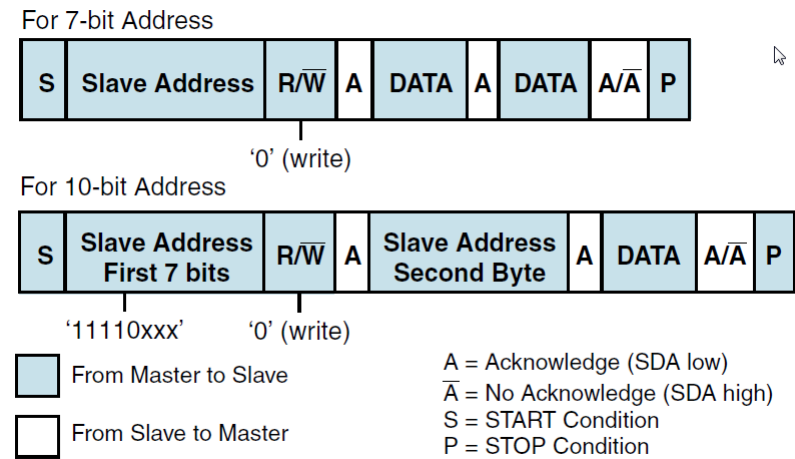 For 7-bit Address
S Slave Address R/W̅ A DATA A DATA A/A̅ P
‘0’ (write)
For 10-bit Address
S Slave Address First 7 bits R/W̅ A Slave Address Second Byte A DATA A/A̅ P
‘11110xxx’ ‘0’ (write)
From Master to Slave
From Slave to Master
A = Acknowledge (SDA low)
A̅ = No Acknowledge (SDA high)
S = START Condition
P = STOP Condition